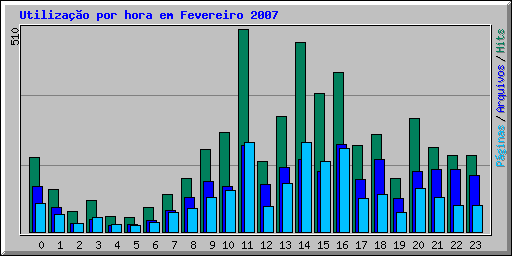 Utilização por hora em Fevereiro 2007
510
Páginas / Arquivos / Hits
0 1 2 3 4 5 6 7 8 9 10 11 12 13 14 15 16 17 18 19 20 21 22 23